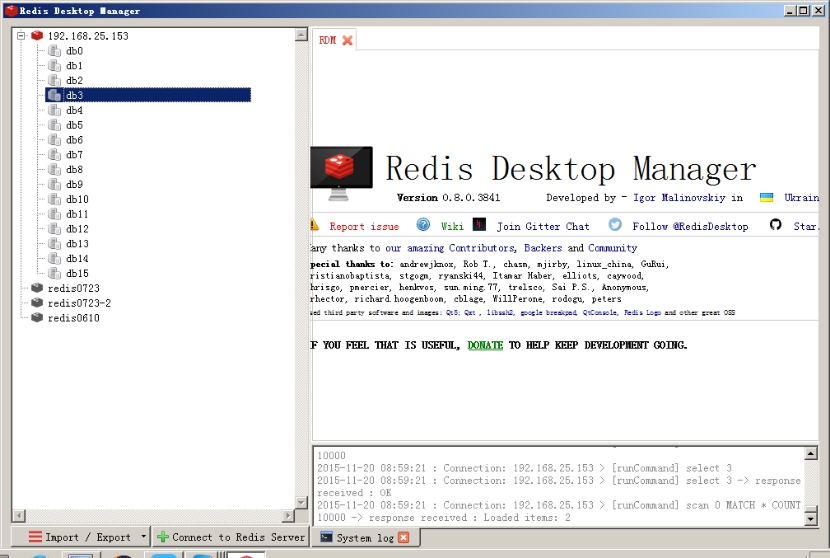 Redis Desktop Manager
192.168.25.153
db0
db1
db2
db3
db4
db5
db6
db7
db8
db9
db10
db11
db12
db13
db14
db15
redis0723
redis0723-2
redis0610
Import / Export
Connect to Redis Server
RDM
Redis Desktop Manager
Version 0.8.0.3841 Developed by - Igor Malinovskiy in Ukrain
Report issue Wiki Join Gitter Chat Follow @RedisDesktop Star.
any thanks to our amazing Contributors, Backers and Community
pecial thanks to: andrewjknox, Rob T., chasm, mjirby, linux_china, GuRui,
ristianobaptista, stgogm, ryanski44, Itamar Haber, elliots, caywood,
hrisgo, pmercier, henkvos, sun.ming.77, trelsco, Sai P.S., Anonymous,
rhector, richard.hoogenboom, cblage, WillPerone, rodogu, peters
sed third party software and images: Qt5, Qxt , libssh2, google breakpad, QtConsole, Redis Logo and other great OSS
F YOU FEEL THAT IS USEFUL, DONATE TO HELP KEEP DEVELOPMENT GOING.
10000
2015-11-20 08:59:21 : Connection: 192.168.25.153 > [runCommand] select 3
2015-11-20 08:59:21 : Connection: 192.168.25.153 > [runCommand] select 3 -> response
received : OK
2015-11-20 08:59:21 : Connection: 192.168.25.153 > [runCommand] scan 0 MATCH * COUNT
10000 -> response received : Loaded items: 2
System log